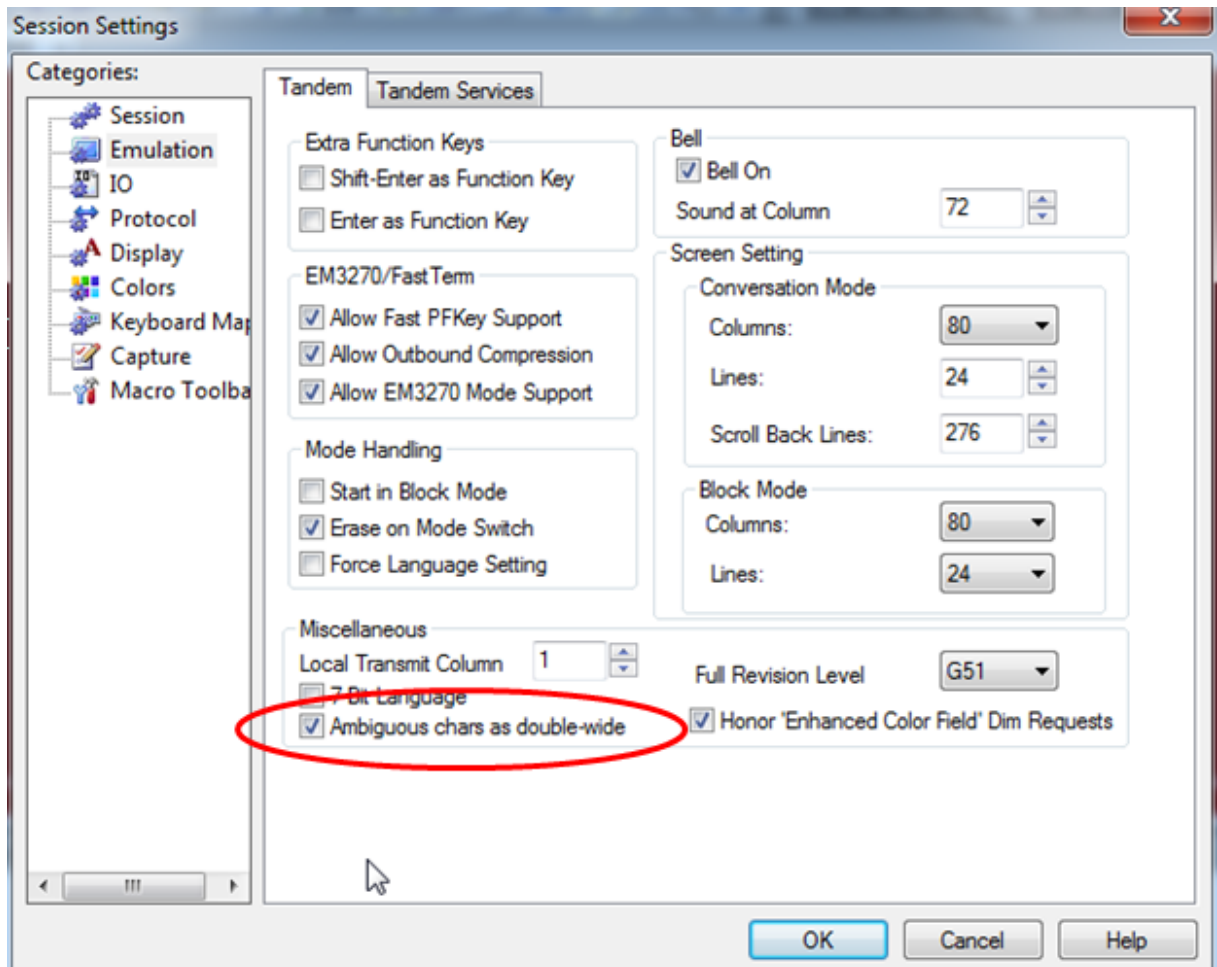 Session Settings
Categories:
Session
Emulation
IO
Protocol
Display
Colors
Keyboard Map
Capture
Macro Toolba
Tandem
Tandem Services
Extra Function Keys
Shift-Enter as Function Key
Enter as Function Key
EM3270/FastTerm
Allow Fast PFKey Support
Allow Outbound Compression
Allow EM3270 Mode Support
Mode Handling
Start in Block Mode
Erase on Mode Switch
Force Language Setting
Bell
Bell On
Sound at Column 72
Screen Setting
Conversation Mode
Columns: 80
Lines: 24
Scroll Back Lines: 276
Block Mode
Columns: 80
Lines: 24
Miscellaneous
Local Transmit Column 1
7-Bit Language
Ambiguous chars as double-wide
Full Revision Level G51
Honor 'Enhanced Color Field' Dim Requests
OK
Cancel
Help